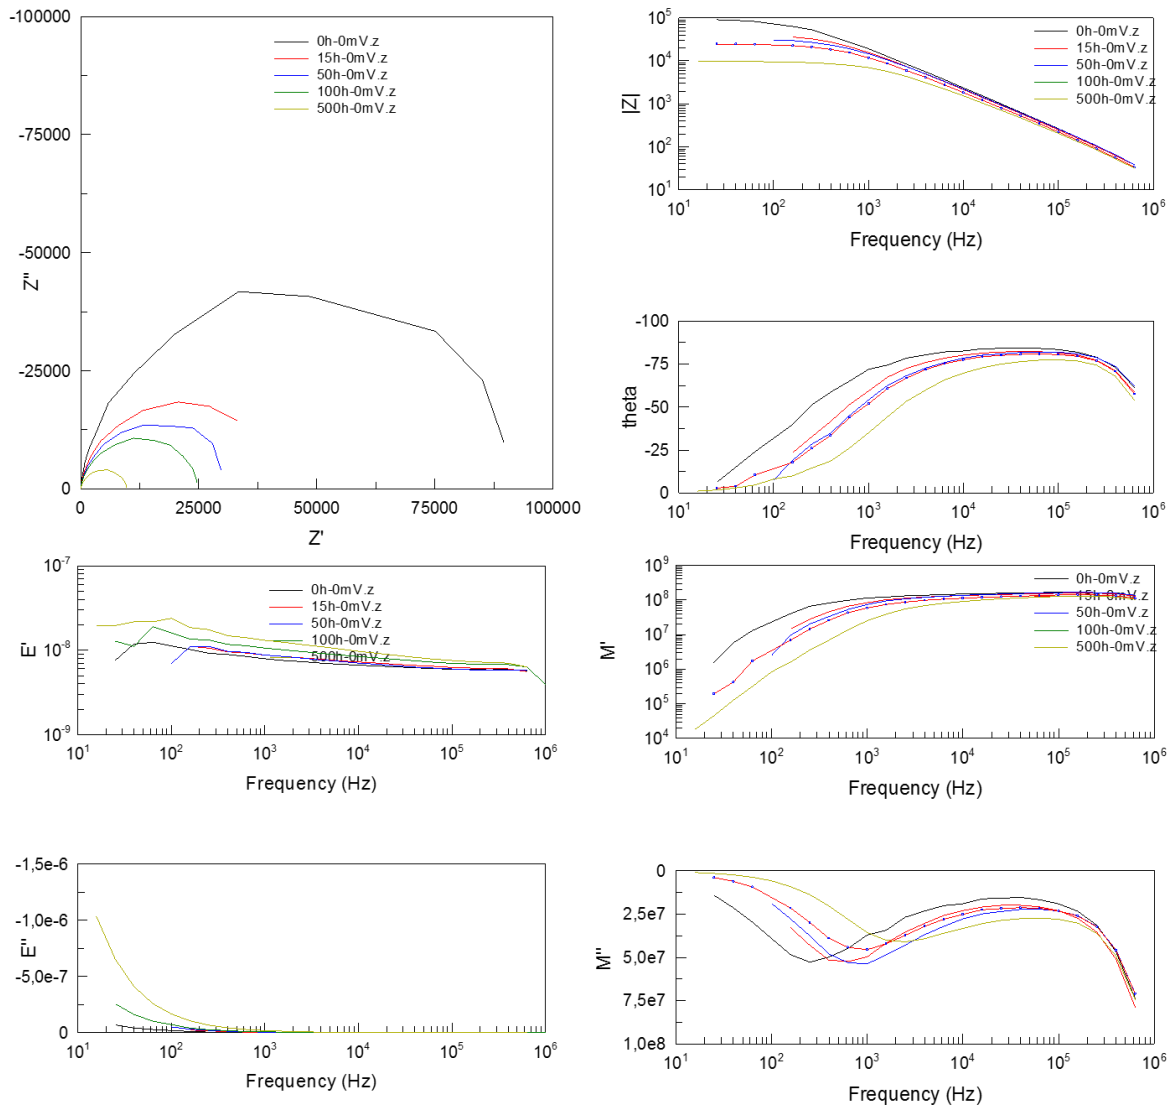 -100000
-75000
-50000
-25000
0
0 25000 50000 75000 100000
Z''
Z'
0h-0mV.z
15h-0mV.z
50h-0mV.z
100h-0mV.z
500h-0mV.z
10^5
10^4
10^3
10^2
10^1
10^1 10^2 10^3 10^4 10^5 10^6
|Z|
Frequency (Hz)
0h-0mV.z
15h-0mV.z
50h-0mV.z
100h-0mV.z
500h-0mV.z
-100
-75
-50
-25
0
10^1 10^2 10^3 10^4 10^5 10^6
theta
Frequency (Hz)
10^-7
10^-8
10^-9
10^1 10^2 10^3 10^4 10^5 10^6
E'
Frequency (Hz)
0h-0mV.z
15h-0mV.z
50h-0mV.z
100h-0mV.z
500h-0mV.z
10^9
10^8
10^7
10^6
10^5
10^4
10^1 10^2 10^3 10^4 10^5 10^6
M'
Frequency (Hz)
0h-0mV.z
15h-0mV.z
50h-0mV.z
100h-0mV.z
500h-0mV.z
-1,5e-6
-1,0e-6
-5,0e-7
0
10^1 10^2 10^3 10^4 10^5 10^6
E''
Frequency (Hz)
0
2,5e7
5,0e7
7,5e7
1,0e8
10^1 10^2 10^3 10^4 10^5 10^6
M''
Frequency (Hz)